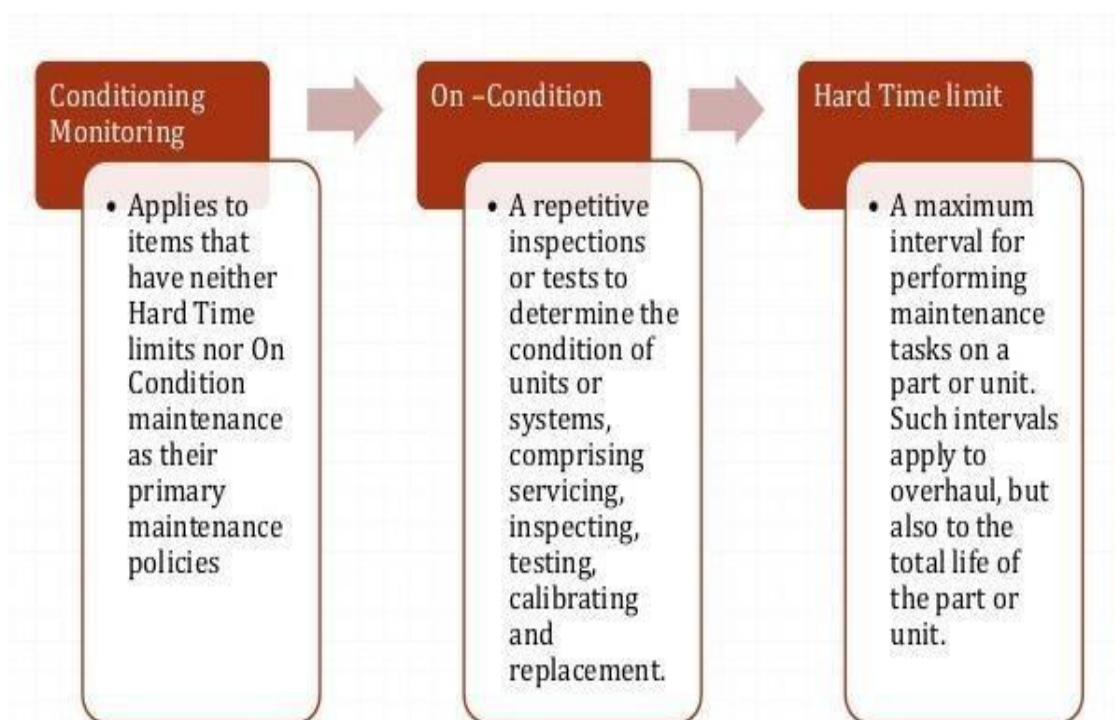 Conditioning
Monitoring
• Applies to
items that
have neither
Hard Time
limits nor On
Condition
maintenance
as their
primary
maintenance
policies
On –Condition
• A repetitive
inspections
or tests to
determine the
condition of
units or
systems,
comprising
servicing,
inspecting,
testing,
calibrating
and
replacement.
Hard Time limit
• A maximum
interval for
performing
maintenance
tasks on a
part or unit.
Such intervals
apply to
overhaul, but
also to the
total life of
the part or
unit.